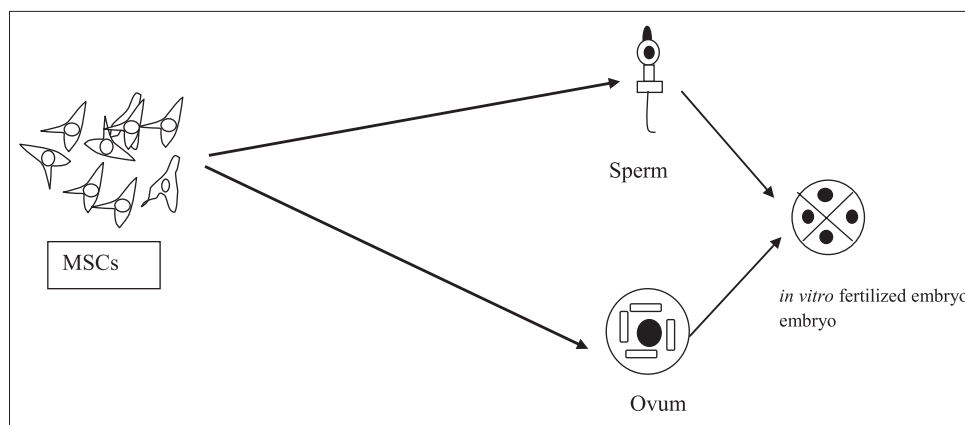 Sperm
MSCs
in vitro fertilized embryo
embryo
Ovum